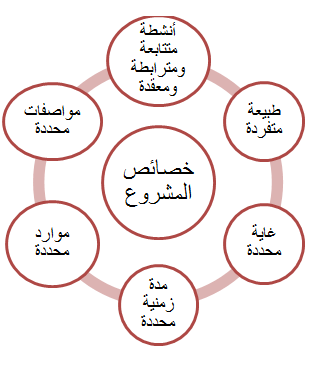 أنشطة
متتابعة
ومترابطة
ومعقدة
طبيعة
متفردة
غاية
محددة
مدة
زمنية
محددة
موارد
محددة
مواصفات
محددة
خصائص
المشروع